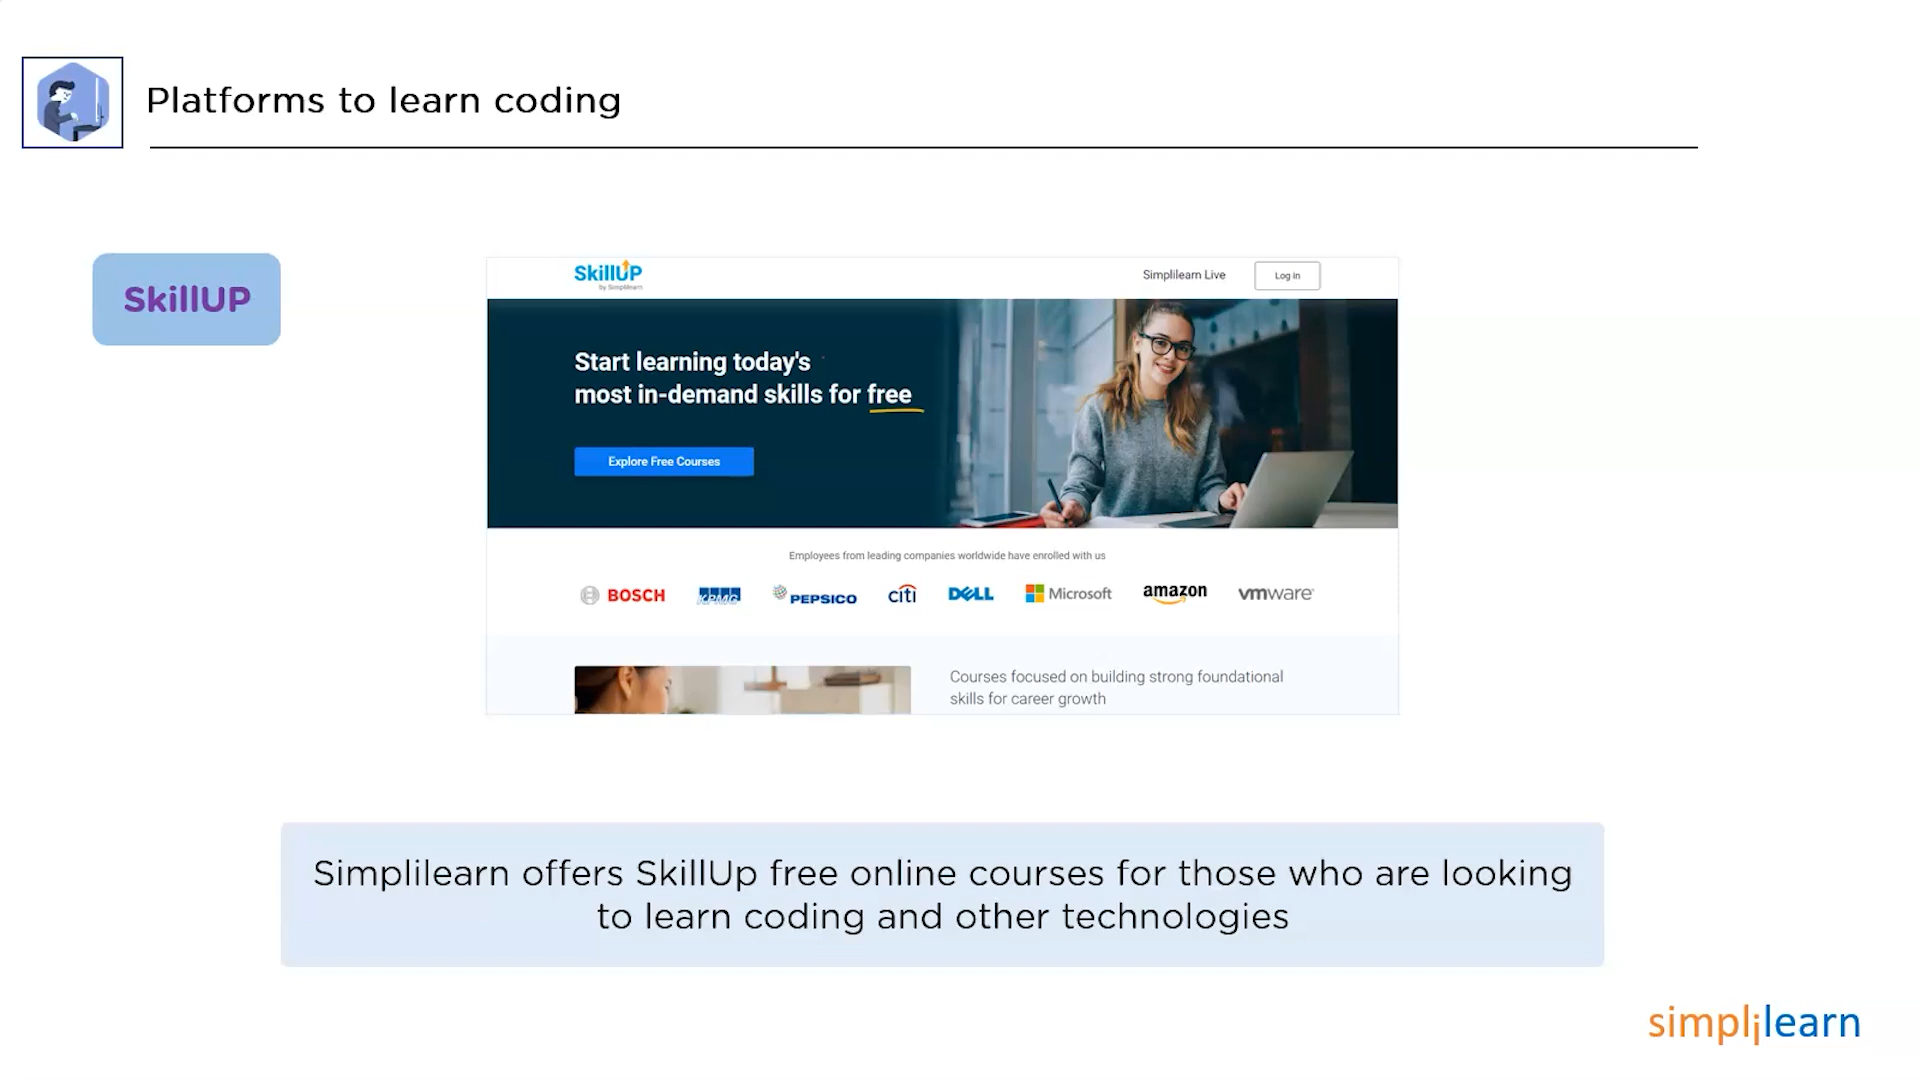 Platforms to learn coding
SkillUP
SkillUP
by Simplilearn
Simplilearn Live
Log in
Start learning today's
most in-demand skills for free
Explore Free Courses
Employees from leading companies worldwide have enrolled with us
BOSCH KPMG PEPSICO citi DELL Microsoft amazon vmware
Courses focused on building strong foundational
skills for career growth
Simplilearn offers SkillUp free online courses for those who are looking
to learn coding and other technologies
simplilearn